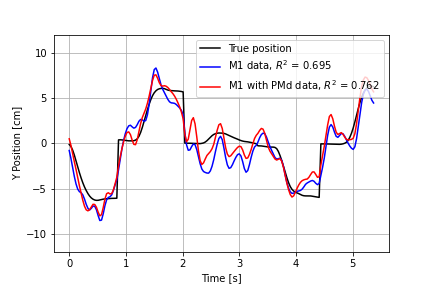 True position
M1 data, R² = 0.695
M1 with PMd data, R² = 0.762
10
5
0
−5
−10
Y Position [cm]
0 1 2 3 4 5
Time [s]